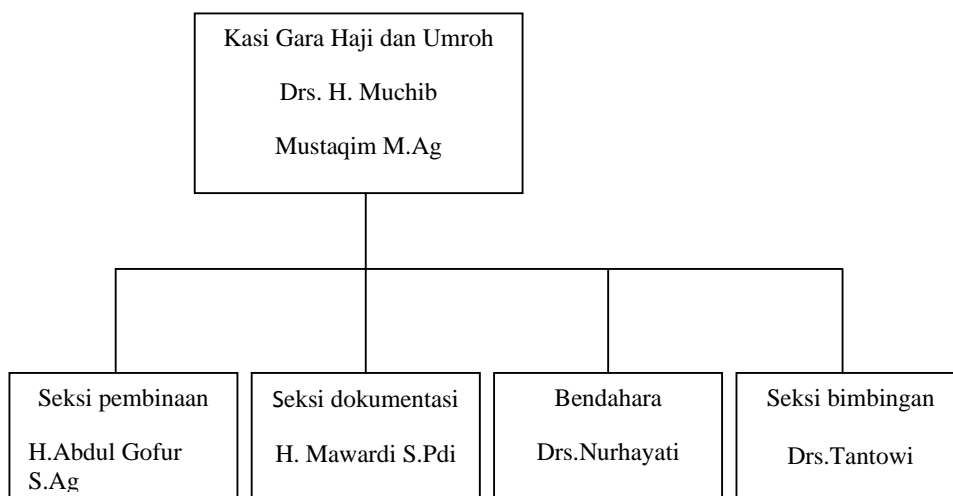 Kasi Gara Haji dan Umroh
Drs. H. Muchib
Mustaqim M.Ag
Seksi pembinaan
H.Abdul Gofur
S.Ag
Seksi dokumentasi
H. Mawardi S.Pdi
Bendahara
Drs.Nurhayati
Seksi bimbingan
Drs.Tantowi